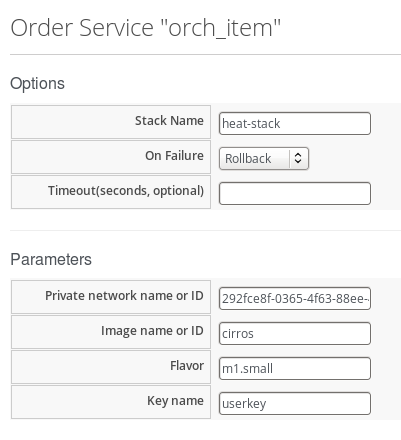 Order Service "orch_item"
Options
Stack Name heat-stack
On Failure Rollback
Timeout(seconds, optional)
Parameters
Private network name or ID 292fce8f-0365-4f63-88ee-
Image name or ID cirros
Flavor m1.small
Key name userkey